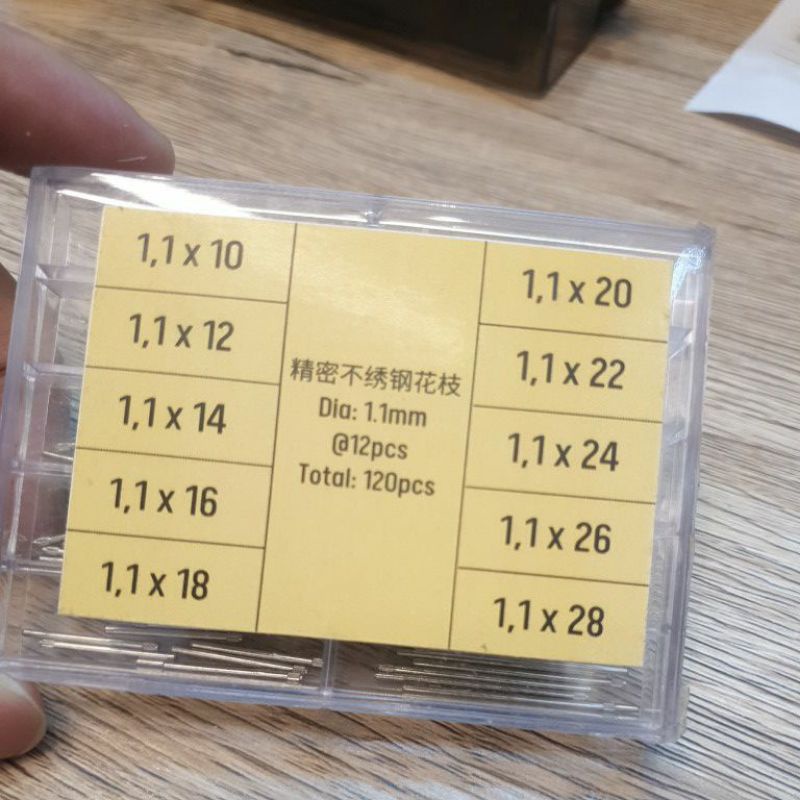 1,1 x 10
1,1 x 12
1,1 x 14
1,1 x 16
1,1 x 18
精密不绣钢花枝
Dia: 1.1mm
@12pcs
Total: 120pcs
1,1 x 20
1,1 x 22
1,1 x 24
1,1 x 26
1,1 x 28